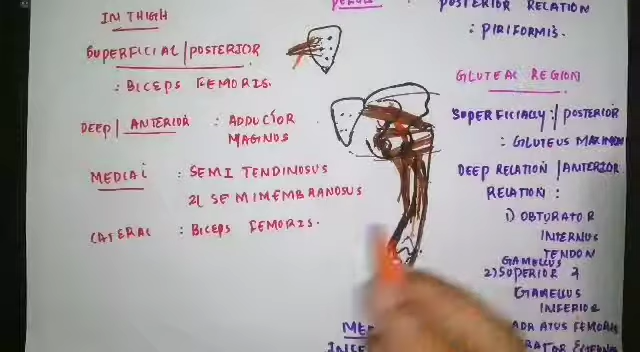 IN THIGH
SUPERFICIAL/POSTERIOR
: BICEPS FEMORIS.
DEEP/ANTERIOR : ADDUCTOR
MAGNUS
MEDIAL : SEMI TENDINOSUS
2L SEMIMEMBRANOSUS
LATERAL : BICEPS FEMORIS.
POSTERIOR RELATION
: PIRIFORMIS.
GLUTEAL REGION
SUPERFICIALLY:/POSTERIOR
: GLUTEUS MAXIMUS
DEEP RELATION/ANTERIOR
RELATION :
1) OBTURATOR
INTERNUS
TENDON
GAMELLUS
2) SUPERIOR &
GAMELLUS
INFERIOR
FEMORIS